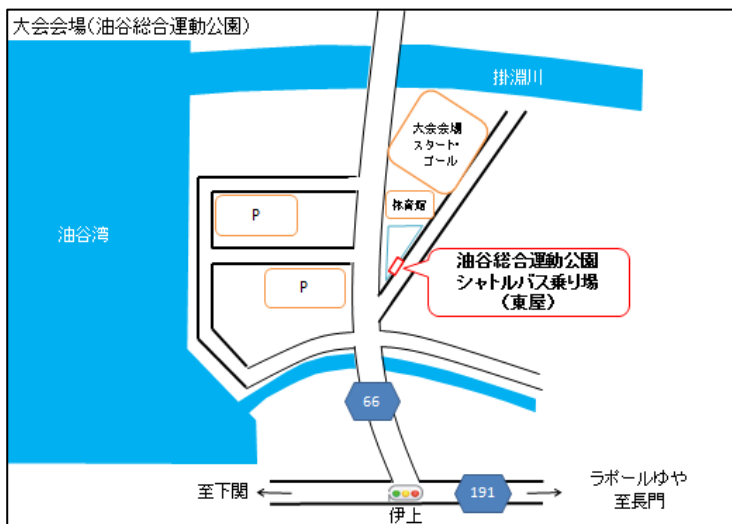 大会会場(油谷総合運動公園)
掛淵川
大会会場
スタート・
ゴール
体育館
P
油谷湾
P
油谷総合運動公園
シャトルバス乗り場
(東屋)
66
至下関
191
ラポールゆや
至長門
伊上